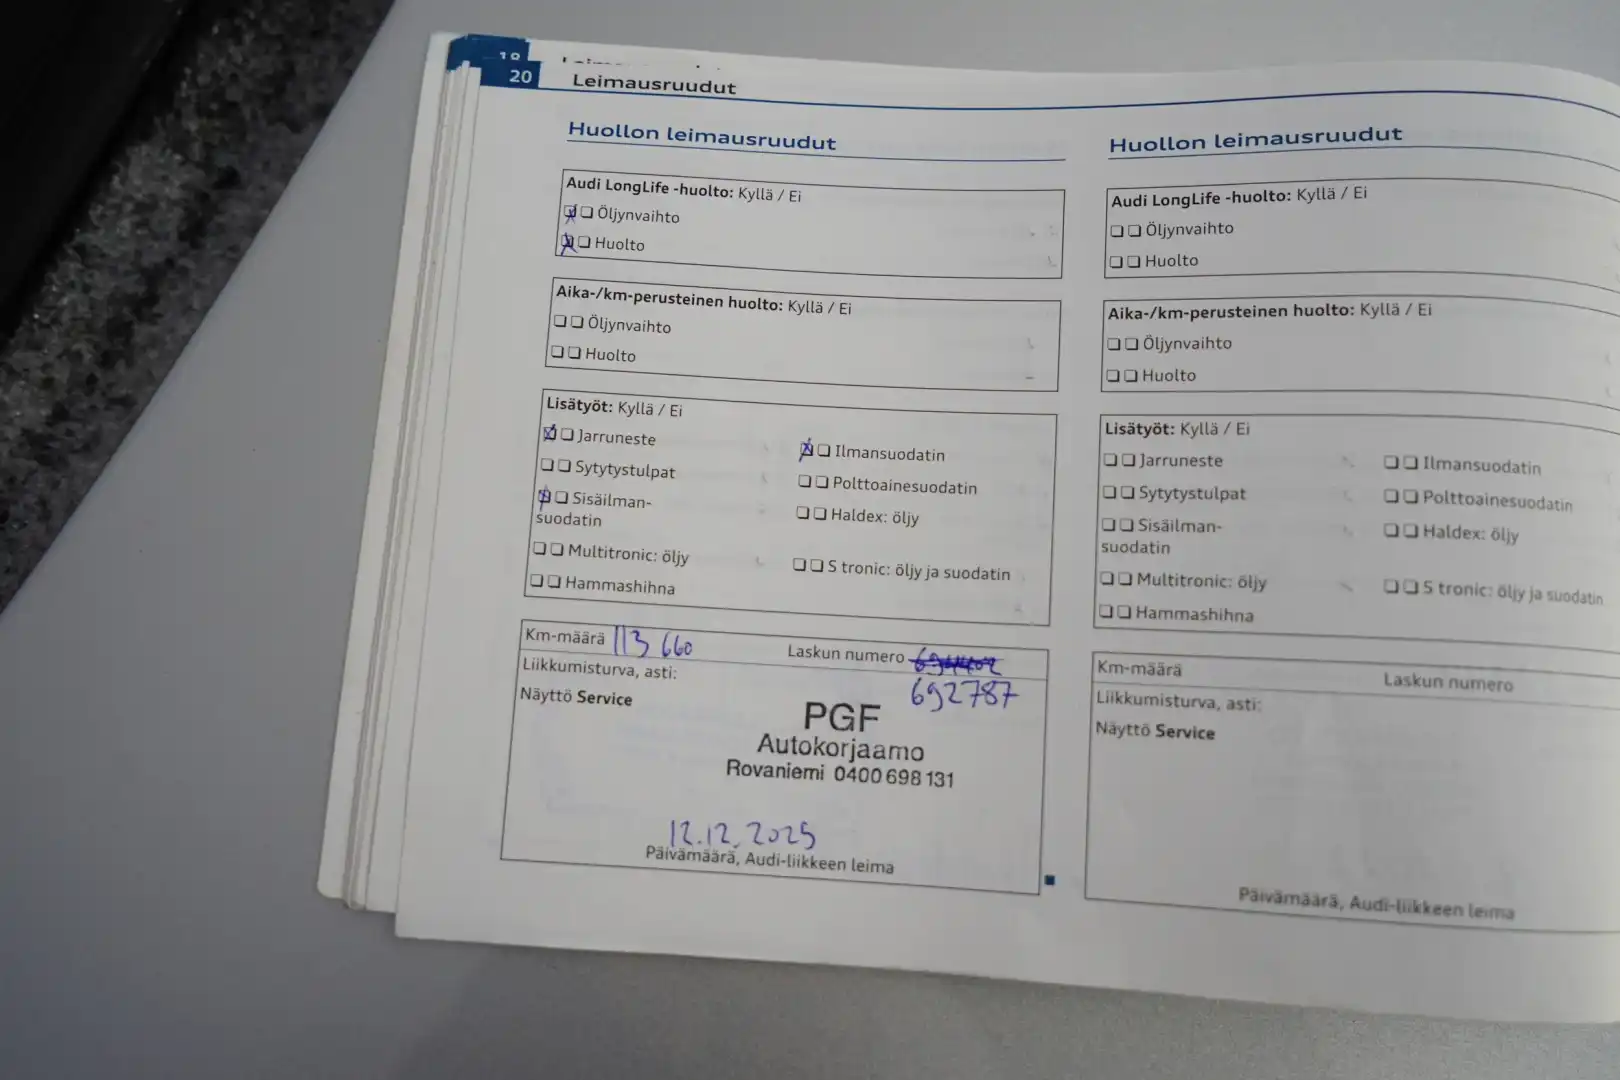 18
20 Leimausruudut
Huollon leimausruudut
Audi LongLife -huolto: Kyllä / Ei
Öljynvaihto
Huolto
Aika-/km-perusteinen huolto: Kyllä / Ei
Öljynvaihto
Huolto
Lisätyöt: Kyllä / Ei
Jarruneste
Ilmansuodatin
Sytytystulpat
Polttoainesuodatin
Sisäilman-
suodatin
Haldex: öljy
Multitronic: öljy
S tronic: öljy ja suodatin
Hammashihna
Km-määrä 113 660
Laskun numero
692787
Liikkumisturva, asti:
Näyttö Service
PGF
Autokorjaamo
Rovaniemi 0400 698 131
12.12.2025
Päivämäärä, Audi-liikkeen leima
Huollon leimausruudut
Audi LongLife -huolto: Kyllä / Ei
Öljynvaihto
Huolto
Aika-/km-perusteinen huolto: Kyllä / Ei
Öljynvaihto
Huolto
Lisätyöt: Kyllä / Ei
Jarruneste
Ilmansuodatin
Sytytystulpat
Polttoainesuodatin
Sisäilman-
suodatin
Haldex: öljy
Multitronic: öljy
S tronic: öljy ja suodatin
Hammashihna
Km-määrä
Laskun numero
Liikkumisturva, asti:
Näyttö Service
Päivämäärä, Audi-liikkeen leima